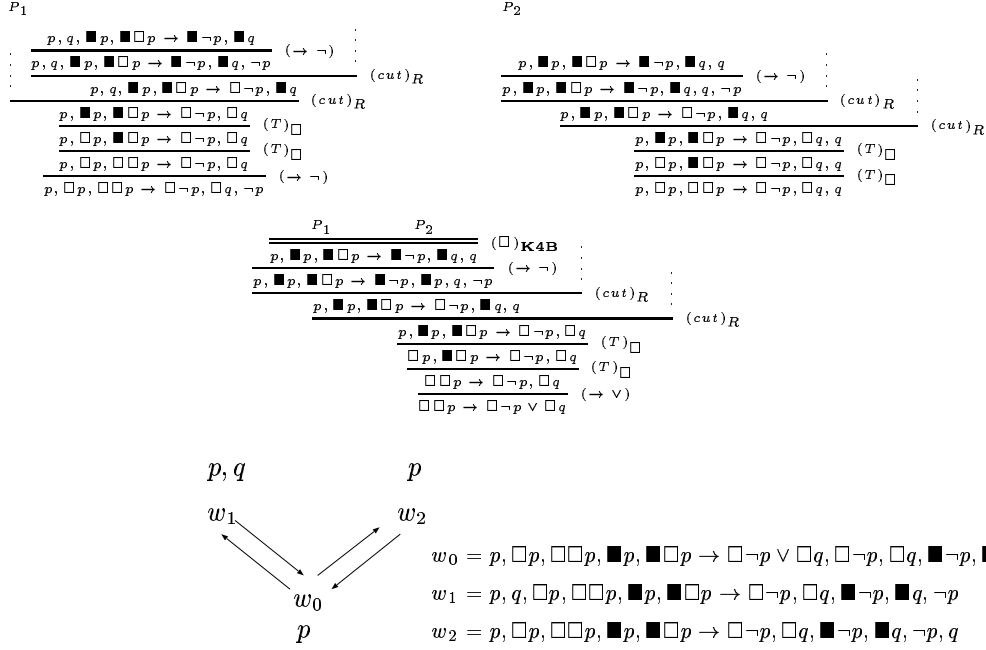 P₁
p, q, ■p, ■□p → ■¬p, ■q
(→ ¬)
p, q, ■p, ■□p → ■¬p, ■q, ¬p
(cut)R
p, q, ■p, ■□p → □¬p, ■q
(cut)R
p, ■p, ■□p → □¬p, □q
(T)□
p, □p, ■□p → □¬p, □q
(T)□
p, □p, □□p → □¬p, □q
(→ ¬)
p, □p, □□p → □¬p, □q, ¬p
P₂
p, ■p, ■□p → ■¬p, ■q, q
(→ ¬)
p, ■p, ■□p → ■¬p, ■q, q, ¬p
(cut)R
p, ■p, ■□p → □¬p, ■q, q
(cut)R
p, ■p, ■□p → □¬p, □q, q
(T)□
p, □p, ■□p → □¬p, □q, q
(T)□
p, □p, □□p → □¬p, □q, q
P₁ P₂
(□)K4B
p, ■p, ■□p → ■¬p, ■q, q
(→ ¬)
p, ■p, ■□p → ■¬p, ■p, q, ¬p
(cut)R
p, ■p, ■□p → □¬p, ■q, q
(cut)R
p, ■p, ■□p → □¬p, □q
(T)□
□p, ■□p → □¬p, □q
(T)□
□□p → □¬p, □q
(→ ∨)
□□p → □¬p ∨ □q
p, q p
w₁ w₂
w₀
p
w₀ = p, □p, □□p, ■p, ■□p → □¬p ∨ □q, □¬p, □q, ■¬p,
w₁ = p, q, □p, □□p, ■p, ■□p → □¬p, □q, ■¬p, ■q, ¬p
w₂ = p, □p, □□p, ■p, ■□p → □¬p, □q, ■¬p, ■q, ¬p, q